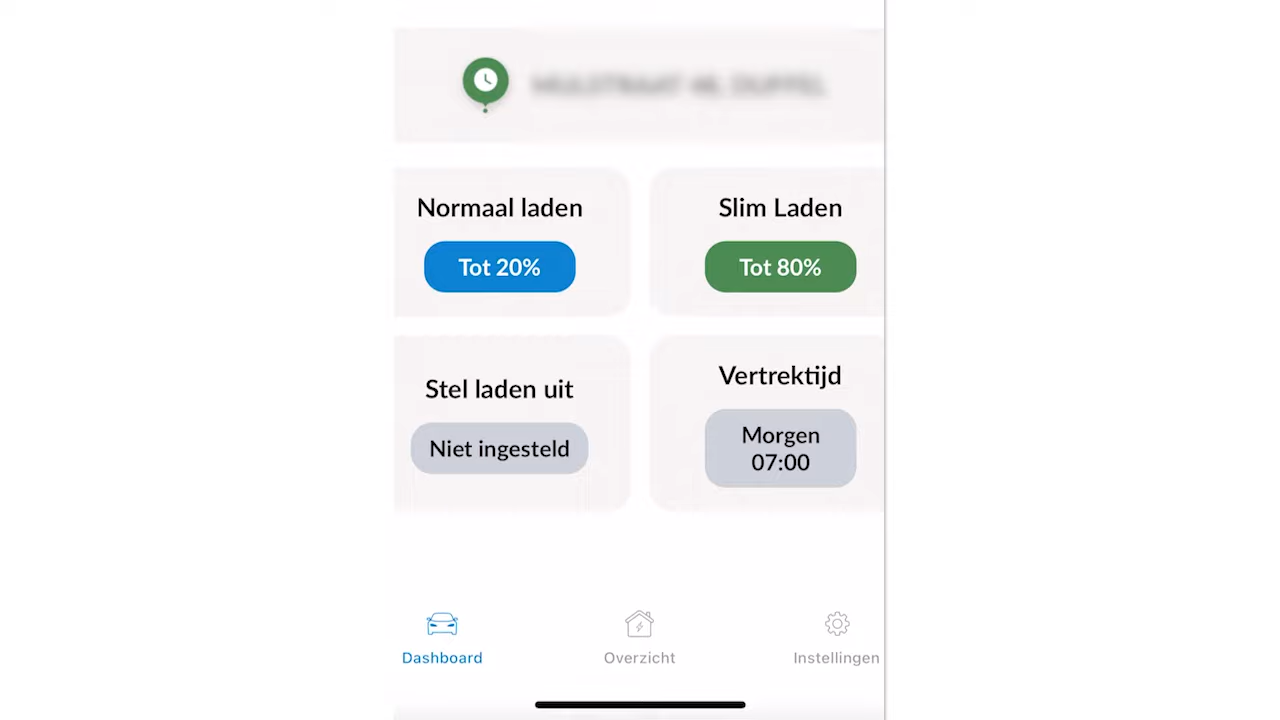 Normaal laden
Slim Laden
Tot 20%
Tot 80%
Stel laden uit
Vertrektijd
Niet ingesteld
Morgen
07:00
Dashboard
Overzicht
Instellingen